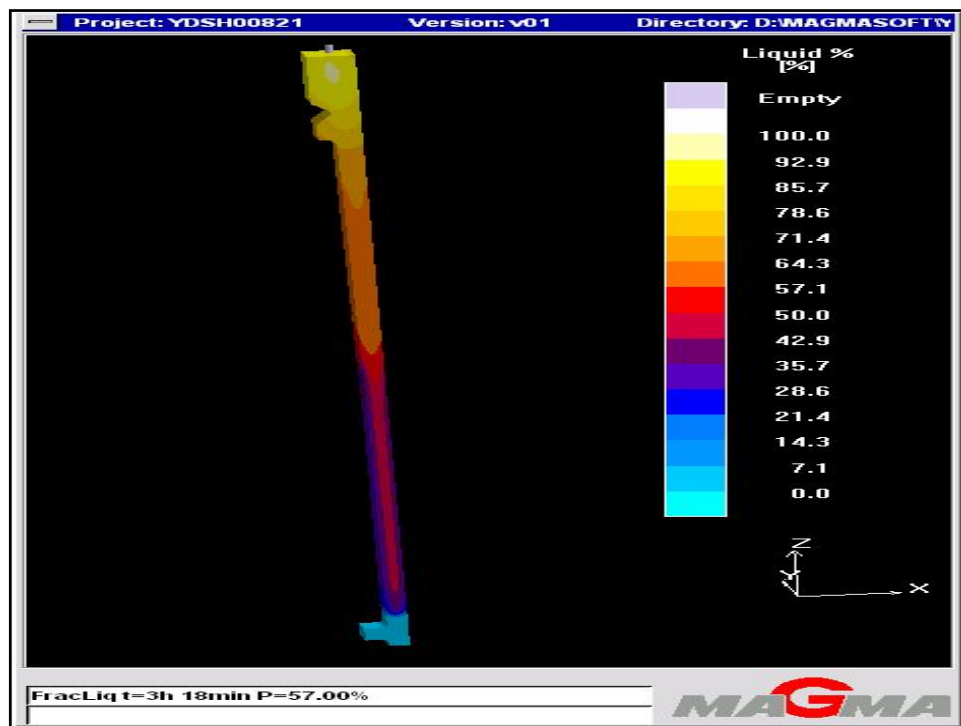 Project: YDSH00821 Version: v01 Directory: D:\MAGMASOFT\Y
Liquid %
[%]
Empty
100.0
92.9
85.7
78.6
71.4
64.3
57.1
50.0
42.9
35.7
28.6
21.4
14.3
7.1
0.0
Z
Y
X
FracLiq t=3h 18min P=57.00%
MAGMA